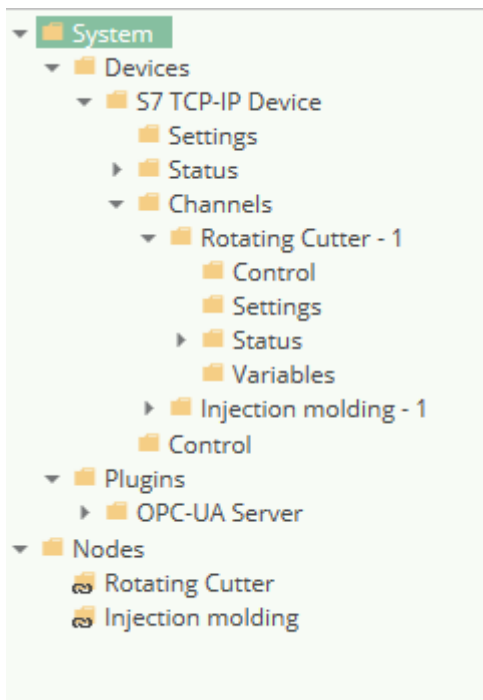 System
Devices
S7 TCP-IP Device
Settings
Status
Channels
Rotating Cutter - 1
Control
Settings
Status
Variables
Injection molding - 1
Control
Plugins
OPC-UA Server
Nodes
Rotating Cutter
Injection molding